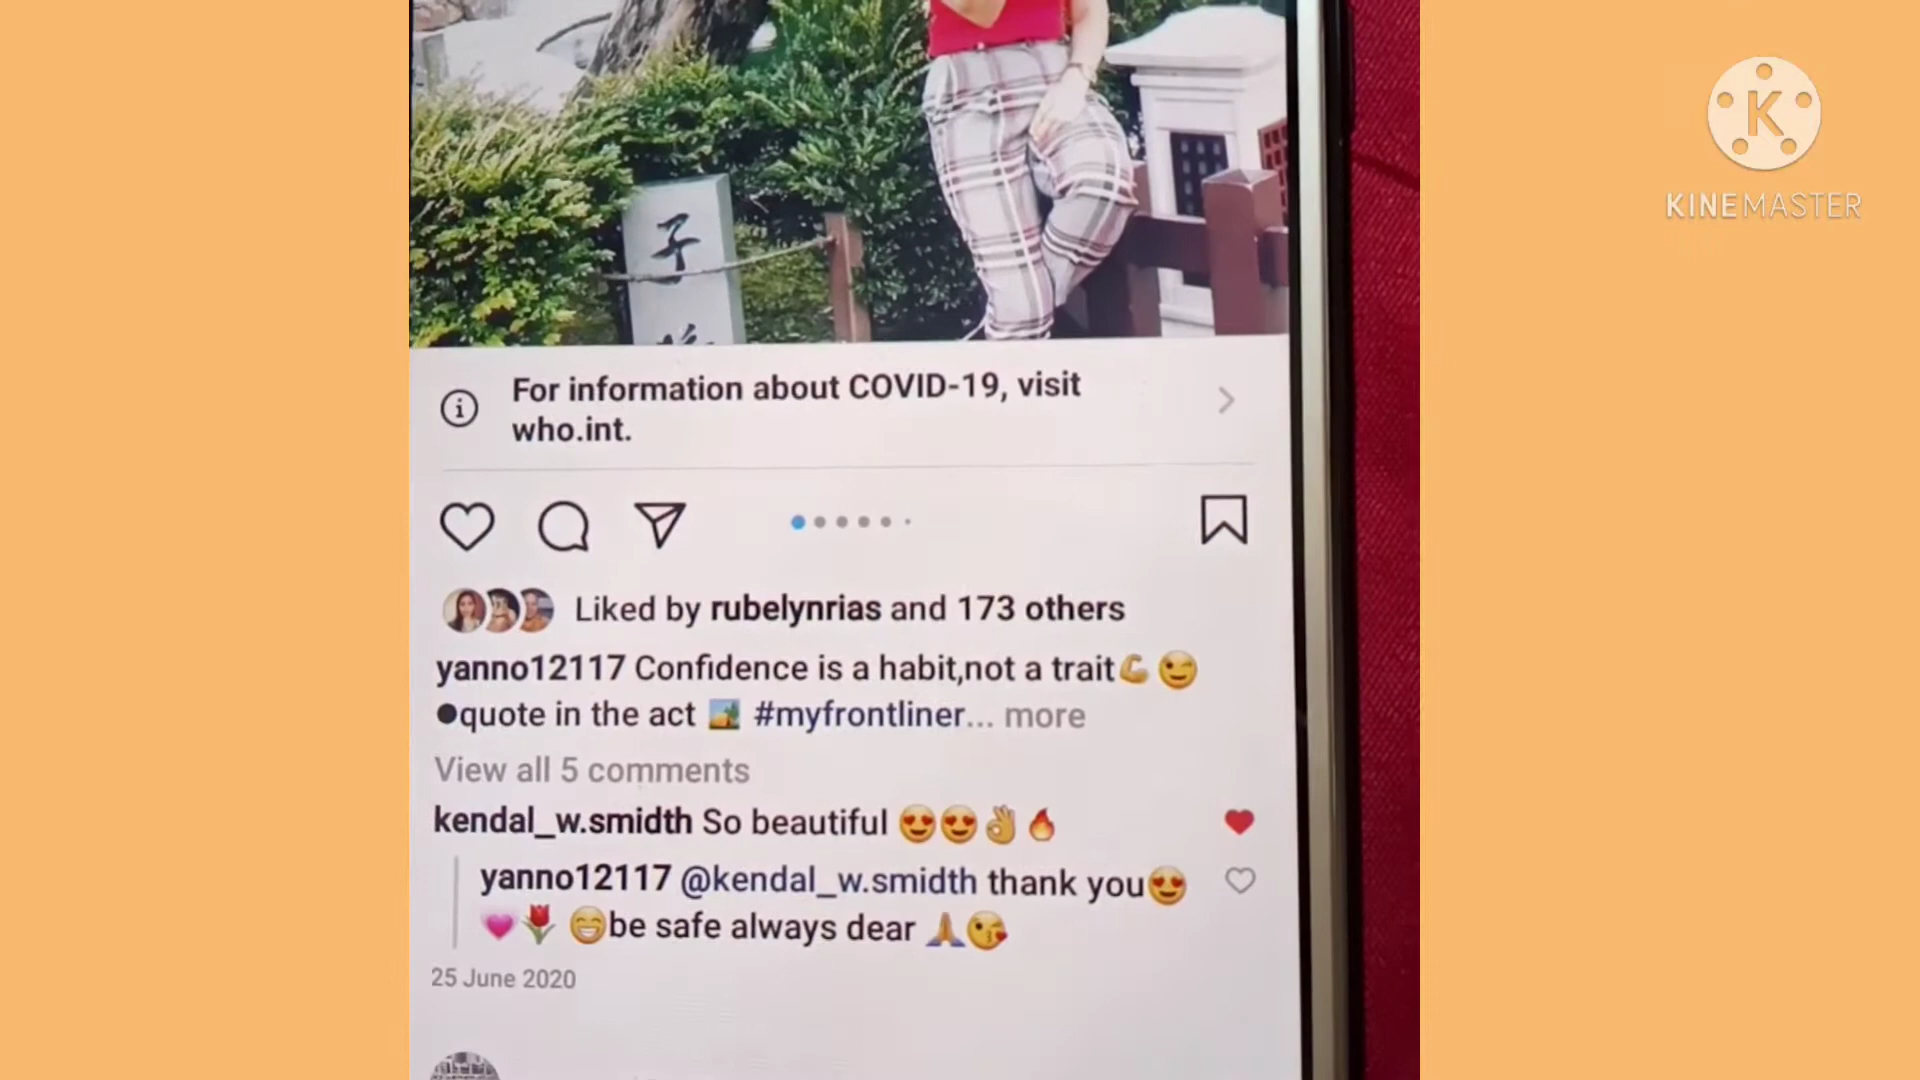 子
For information about COVID-19, visit
who.int.
Liked by rubelynrias and 173 others
yanno12117 Confidence is a habit,not a trait💪😉
●quote in the act 🏕️ #myfrontliner... more
View all 5 comments
kendal_w.smidth So beautiful 😍😍👌🔥
yanno12117 @kendal_w.smidth thank you😍
💗🌷 😁be safe always dear 🙏😘
25 June 2020
K
KINEMASTER